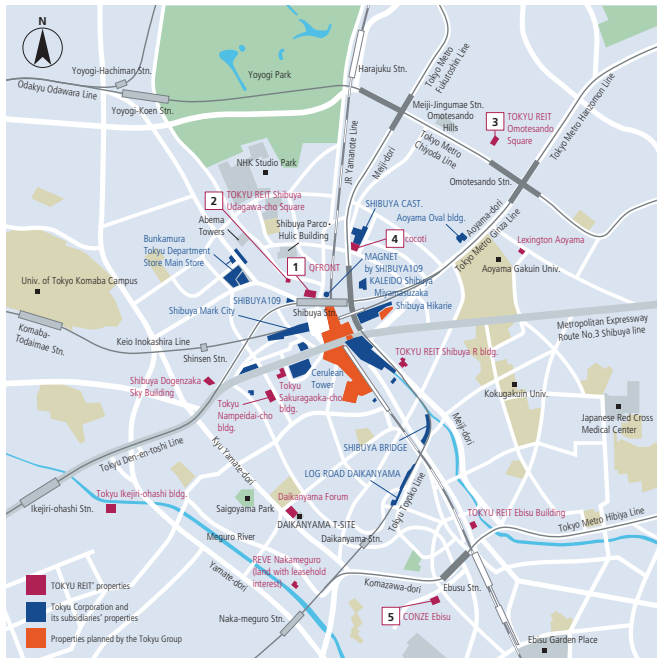 N
Yoyogi-Hachiman Stn.
Odakyu Odawara Line
Yoyogi-Koen Stn.
Yoyogi Park
Harajuku Stn.
Tokyo Metro
Fukutoshin Line
JR Yamanote Line
Meiji-dori
Meiji-Jingumae Stn.
Omotesando
Hills
Tokyo Metro
Chiyoda Line
3
TOKYU REIT
Omotesando
Square
Tokyo Metro Hanzomon Line
Omotesando Stn.
NHK Studio Park
2
TOKYU REIT Shibuya
Udagawa-cho Square
Abema
Towers
Shibuya Parco・
Hulic Building
SHIBUYA CAST.
Aoyama Oval bldg.
Aoyama-dori
Tokyo Metro Ginza Line
4
cocoti
Lexington Aoyama
Aoyama Gakuin Univ.
Bunkamura
Tokyu Department
Store Main Store
1
QFRONT
MAGNET
by SHIBUYA109
KALEIDO Shibuya
Miyamasuzaka
Shibuya Hikarie
Univ. of Tokyo Komaba Campus
SHIBUYA109
Shibuya Stn.
Shibuya Mark City
Metropolitan Expressway
Route No.3 Shibuya line
Komaba-
Todaimae Stn.
Keio Inokashira Line
Shinsen Stn.
TOKYU REIT Shibuya R bldg.
Shibuya Dogenzaka
Sky Building
Cerulean
Tower
Tokyu
Sakuragaoka-cho
bldg.
Tokyu
Nampeidai-cho
bldg.
Kokugakuin Univ.
Japanese Red Cross
Medical Center
Meiji-dori
Tokyu Den-en-toshi Line
Kyu Yamate-dori
SHIBUYA BRIDGE
LOG ROAD DAIKANYAMA
Tokyu Toyoko Line
Ikejiri-ohashi Stn.
Tokyu Ikejiri-ohashi bldg.
Saigoyama Park
Daikanyama Forum
DAIKANYAMA T-SITE
Daikanyama Stn.
TOKYU REIT Ebisu Building
Tokyo Metro Hibiya Line
Meguro River
Yamate-dori
REVE Nakameguro
(land with leasehold
interest)
Komazawa-dori
Ebusu Stn.
5
CONZE Ebisu
Naka-meguro Stn.
Ebisu Garden Place
TOKYU REIT' properties
Tokyu Corporation and
its subsidiaries' properties
Properties planned by the Tokyu Group